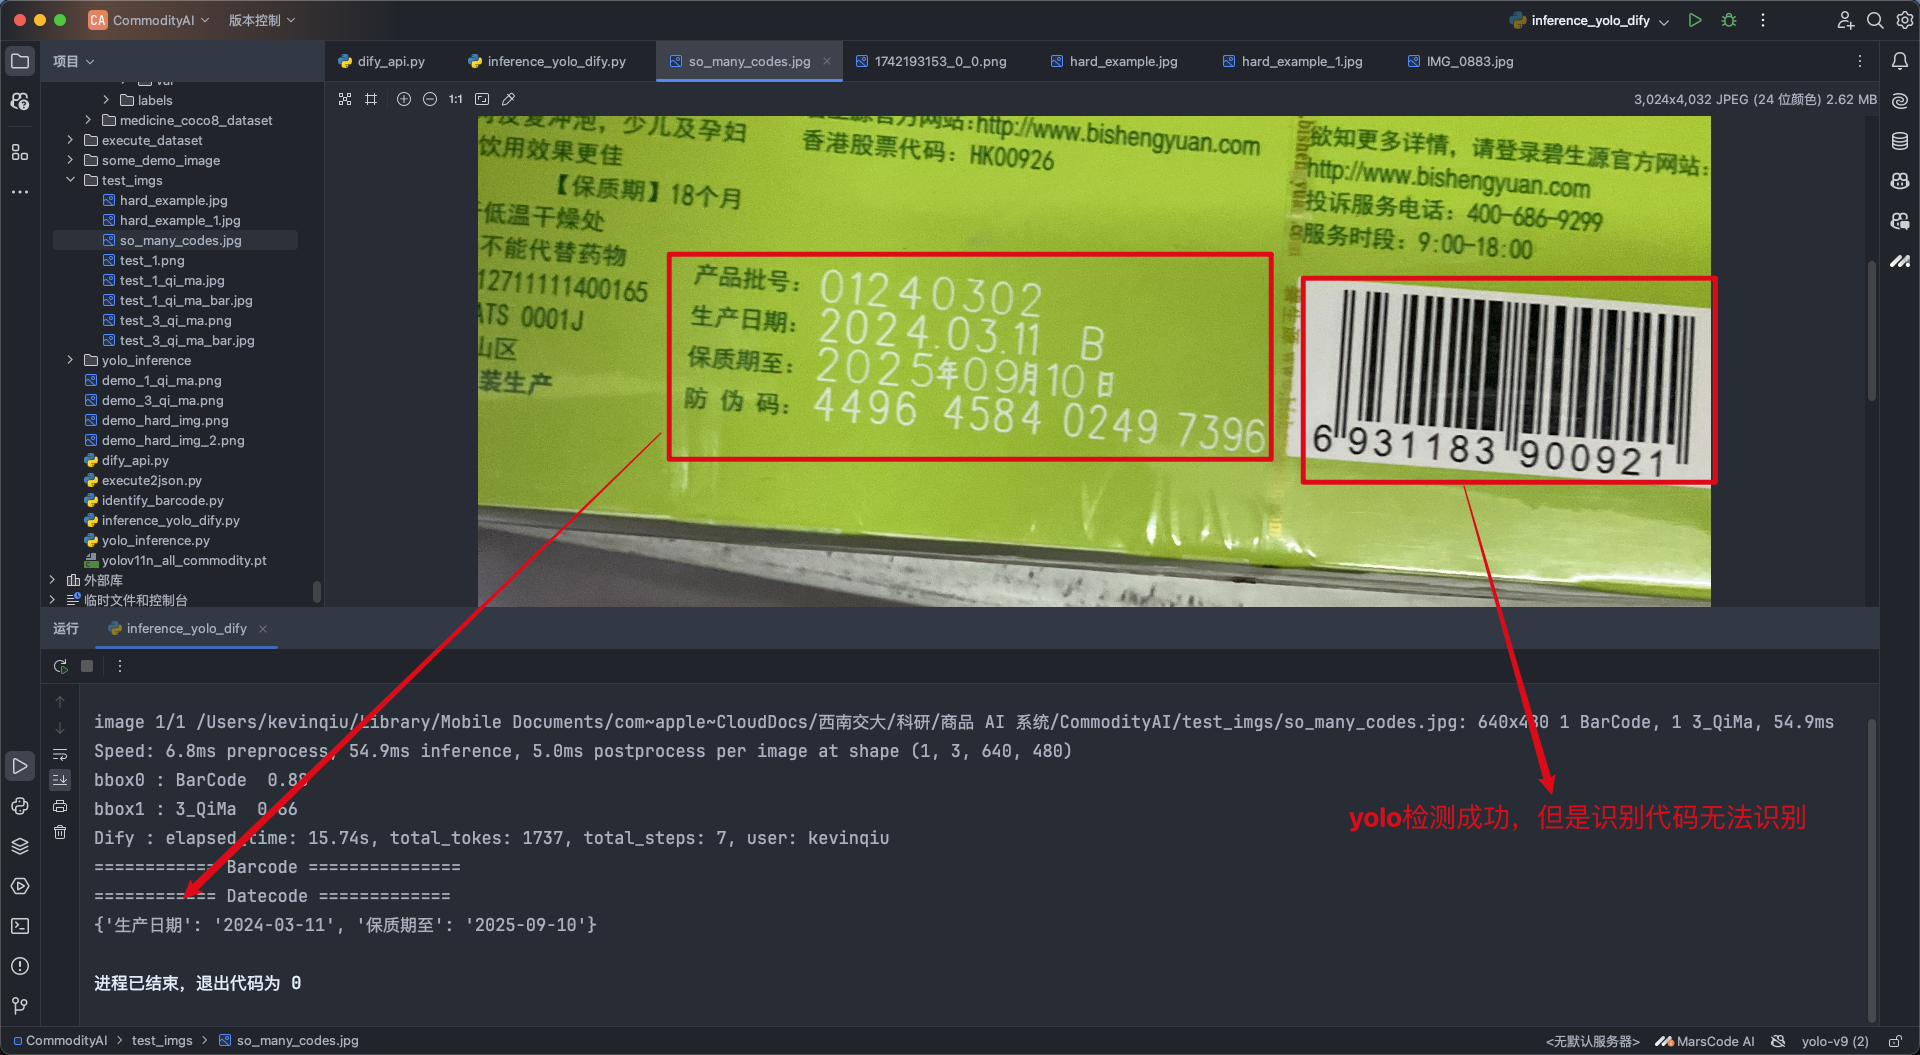 CA CommodityAI 版本控制 inference_yolo_dify
项目
labels
medicine_coco8_dataset
execute_dataset
some_demo_image
test_imgs
hard_example.jpg
hard_example_1.jpg
so_many_codes.jpg
test_1.png
test_1_qi_ma.jpg
test_1_qi_ma_bar.jpg
test_3_qi_ma.png
test_3_qi_ma_bar.jpg
yolo_inference
demo_1_qi_ma.png
demo_3_qi_ma.png
demo_hard_img.png
demo_hard_img_2.png
dify_api.py
execute2json.py
identify_barcode.py
inference_yolo_dify.py
yolo_inference.py
yolov11n_all_commodity.pt
外部库
临时文件和控制台
dify_api.py inference_yolo_dify.py so_many_codes.jpg 1742193153_0_0.png hard_example.jpg hard_example_1.jpg IMG_0883.jpg
1:1 3,024x4,032 JPEG (24 位颜色) 2.62 MB
复冲泡，少儿及孕妇
饮用效果更佳
【保质期】18个月
低温干燥处
不能代替药物
12711111400165
ATS 0001J
山区
装生产
官方网站:http://www.bishengyuan.com
香港股票代码：HK00926
欲知更多详情，请登录碧生源官方网站：
http://www.bishengyuan.com
投诉服务电话：400-686-9299
服务时段：9:00-18:00
产品批号：01240302
生产日期：2024.03.11 B
保质期至：2025年09月10日
防伪码：4496 4584 0249 7396
6 931183 900921
运行 inference_yolo_dify
image 1/1 /Users/kevinqiu/Library/Mobile Documents/com~apple~CloudDocs/西南交大/科研/商品 AI 系统/CommodityAI/test_imgs/so_many_codes.jpg: 640x480 1 BarCode, 1 3_QiMa, 54.9ms
Speed: 6.8ms preprocess, 54.9ms inference, 5.0ms postprocess per image at shape (1, 3, 640, 480)
bbox0 : BarCode 0.88
bbox1 : 3_QiMa 0.66
Dify : elapsed_time: 15.74s, total_tokes: 1737, total_steps: 7, user: kevinqiu
============ Barcode ===============
============ Datecode =============
{'生产日期': '2024-03-11', '保质期至': '2025-09-10'}
进程已结束，退出代码为 0
yolo检测成功，但是识别代码无法识别
CommodityAI > test_imgs > so_many_codes.jpg <无默认服务器> MarsCode AI yolo-v9 (2)